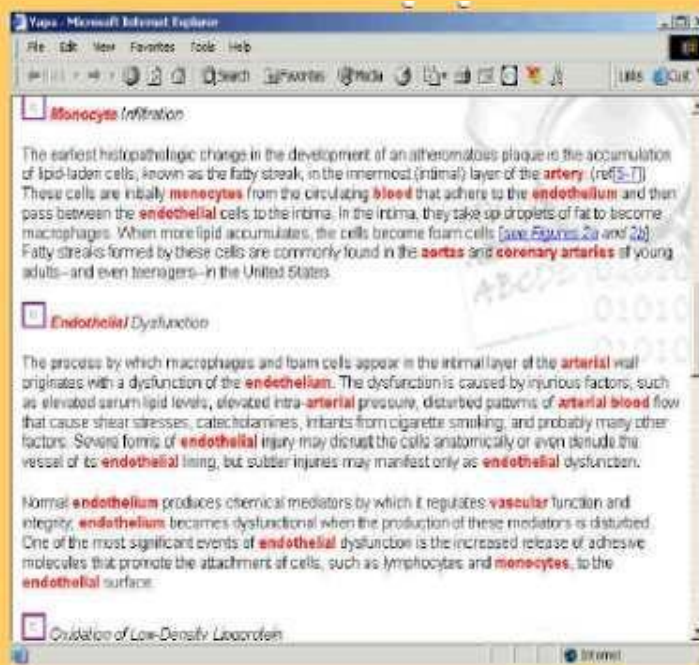 Yapa - Microsoft Internet Explorer
File Edit View Favorites Tools Help
Search Favorites Media Links
Monocyte Infiltration
The earliest histopathologic change in the development of an atheromatous plaque is the accumulation
of lipid-laden cells, known as the fatty streak, in the innermost (intimal) layer of the artery (ref[5-7])
These cells are initially monocytes from the circulating blood that adhere to the endothelium and then
pass between the endothelial cells to the intima. In the intima, they take up droplets of fat to become
macrophages. When more lipid accumulates, the cells become foam cells [see Figures 2a and 2b].
Fatty streaks formed by these cells are commonly found in the aortas and coronary arteries of young
adults--and even teenagers--in the United States.
Endothelial Dysfunction
The process by which macrophages and foam cells appear in the intimal layer of the arterial wall
originates with a dysfunction of the endothelium. The dysfunction is caused by injurious factors, such
as elevated serum lipid levels, elevated intra-arterial pressure, disturbed patterns of arterial blood flow
that cause shear stresses, catecholamines, irritants from cigarette smoking, and probably many other
factors. Severe forms of endothelial injury may disrupt the cells anatomically or even denude the
vessel of its endothelial lining, but subtler injuries may manifest only as endothelial dysfunction.
Normal endothelium produces chemical mediators by which it regulates vascular function and
integrity; endothelium becomes dysfunctional when the production of these mediators is disturbed.
One of the most significant events of endothelial dysfunction is the increased release of adhesive
molecules that promote the attachment of cells, such as lymphocytes and monocytes, to the
endothelial surface.
Oxidation of Low-Density Lipoprotein
Internet